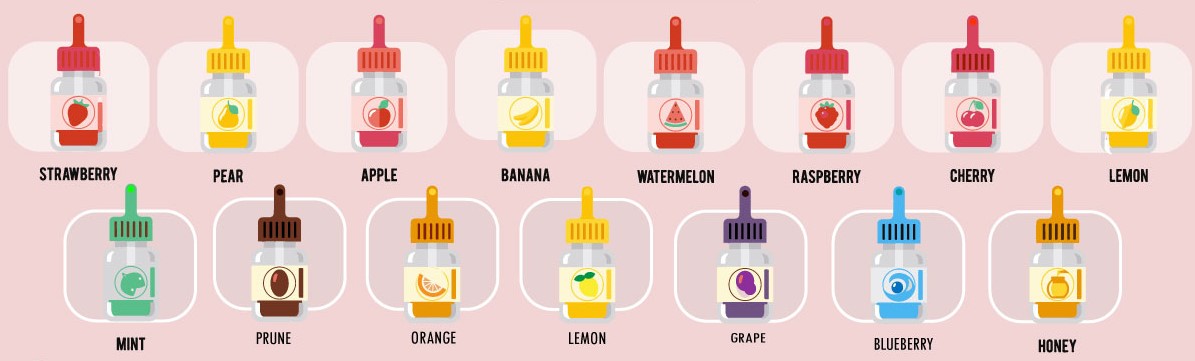 STRAWBERRY
PEAR
APPLE
BANANA
WATERMELON
RASPBERRY
CHERRY
LEMON
MINT
PRUNE
ORANGE
LEMON
GRAPE
BLUEBERRY
HONEY